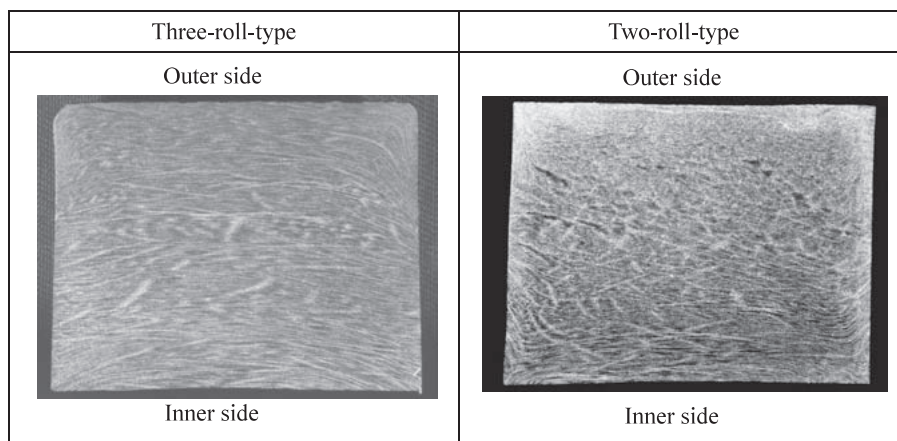 Three-roll-type
Two-roll-type
Outer side
Outer side
Inner side
Inner side